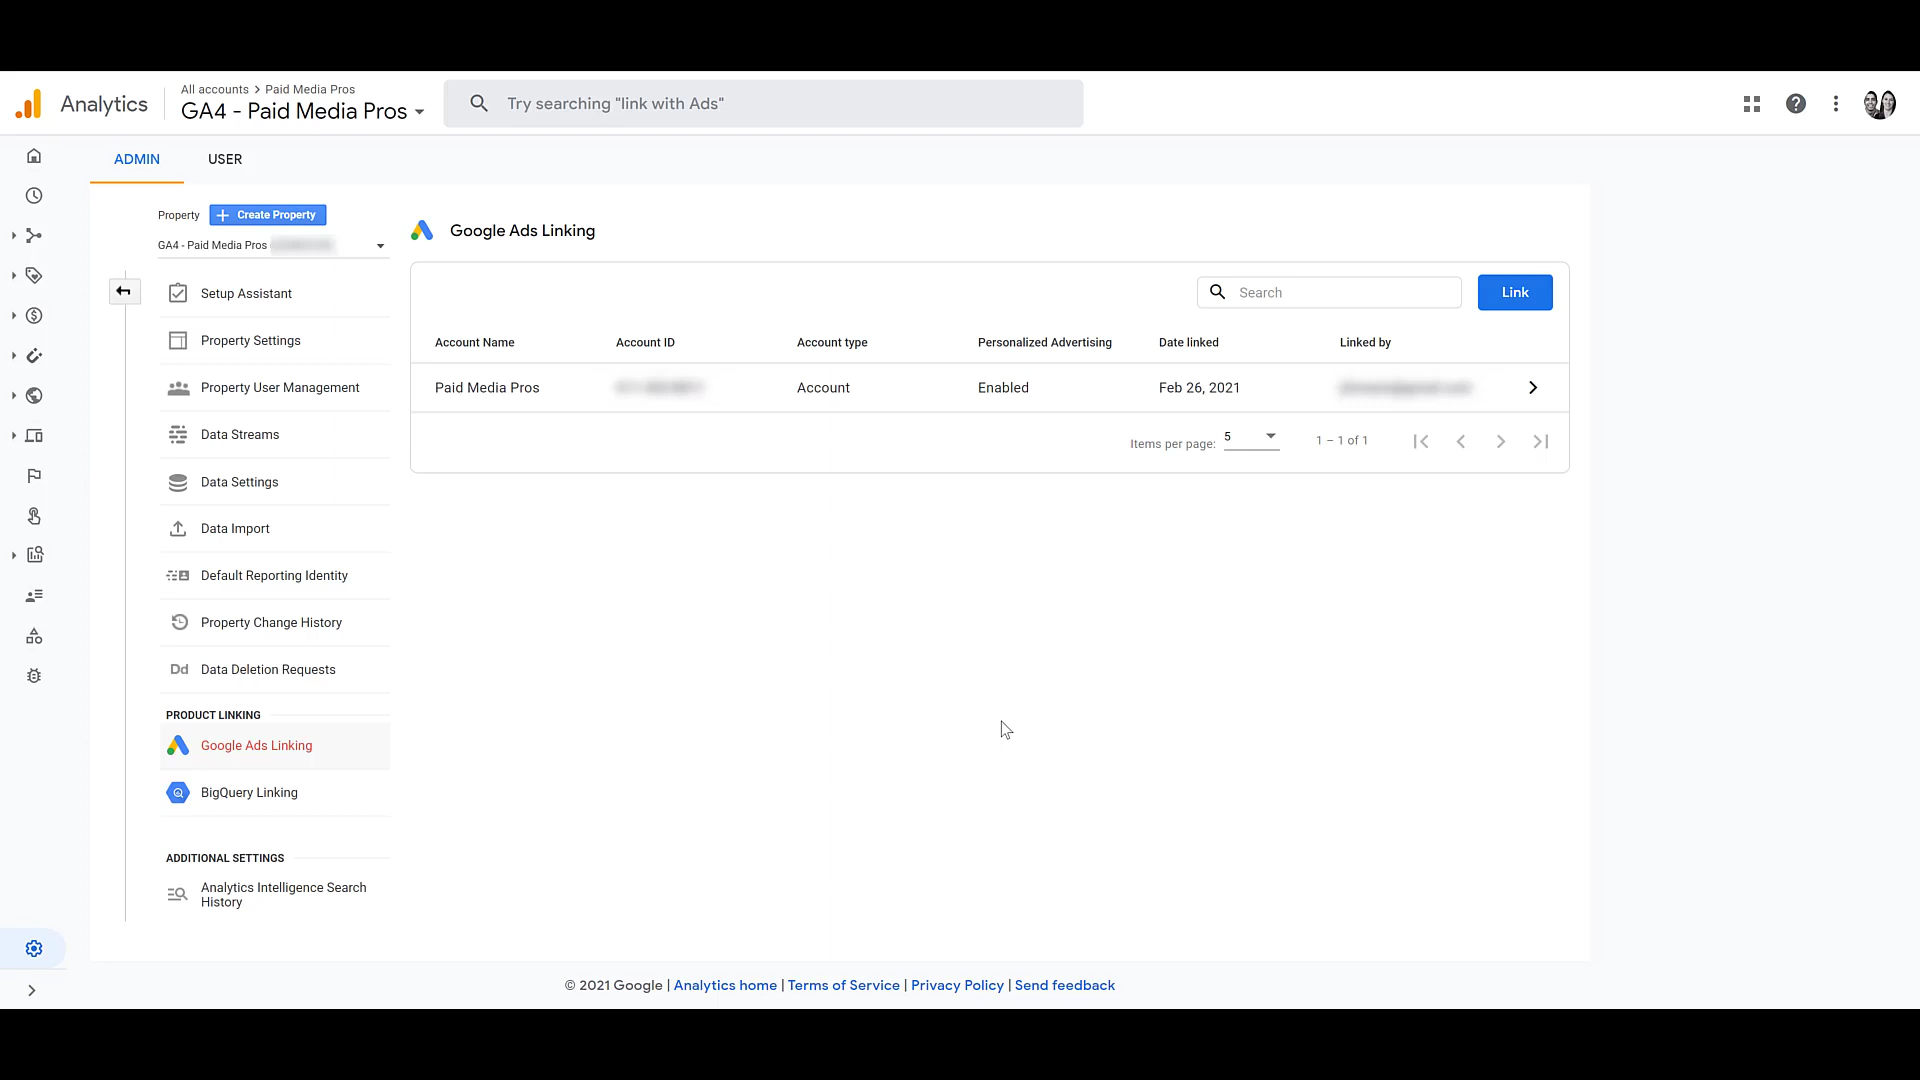 Analytics
All accounts > Paid Media Pros
GA4 - Paid Media Pros
Try searching "link with Ads"
ADMIN
USER
Property
Create Property
GA4 - Paid Media Pros
Setup Assistant
Property Settings
Property User Management
Data Streams
Data Settings
Data Import
Default Reporting Identity
Property Change History
Dd Data Deletion Requests
PRODUCT LINKING
Google Ads Linking
BigQuery Linking
ADDITIONAL SETTINGS
Analytics Intelligence Search
History
Google Ads Linking
Search
Link
Account Name Account ID Account type Personalized Advertising Date linked Linked by
Paid Media Pros Account Enabled Feb 26, 2021
Items per page: 5 1 – 1 of 1
© 2021 Google | Analytics home | Terms of Service | Privacy Policy | Send feedback